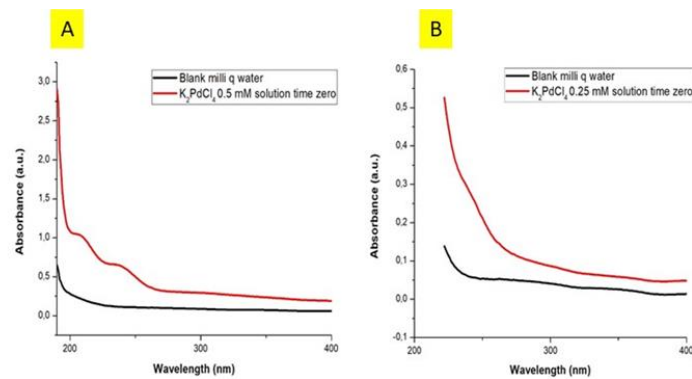 A
B
Blank milli q water
K₂PdCl₄ 0.5 mM solution time zero
3,0
2,5
2,0
1,5
1,0
0,5
0,0
Absorbance (a.u.)
200
300
400
Wavelength (nm)
Blank milli q water
K₂PdCl₄ 0.25 mM solution time zero
0,6
0,5
0,4
0,3
0,2
0,1
0,0
-0,1
Absorbance (a.u.)
200
300
400
Wavelength (nm)